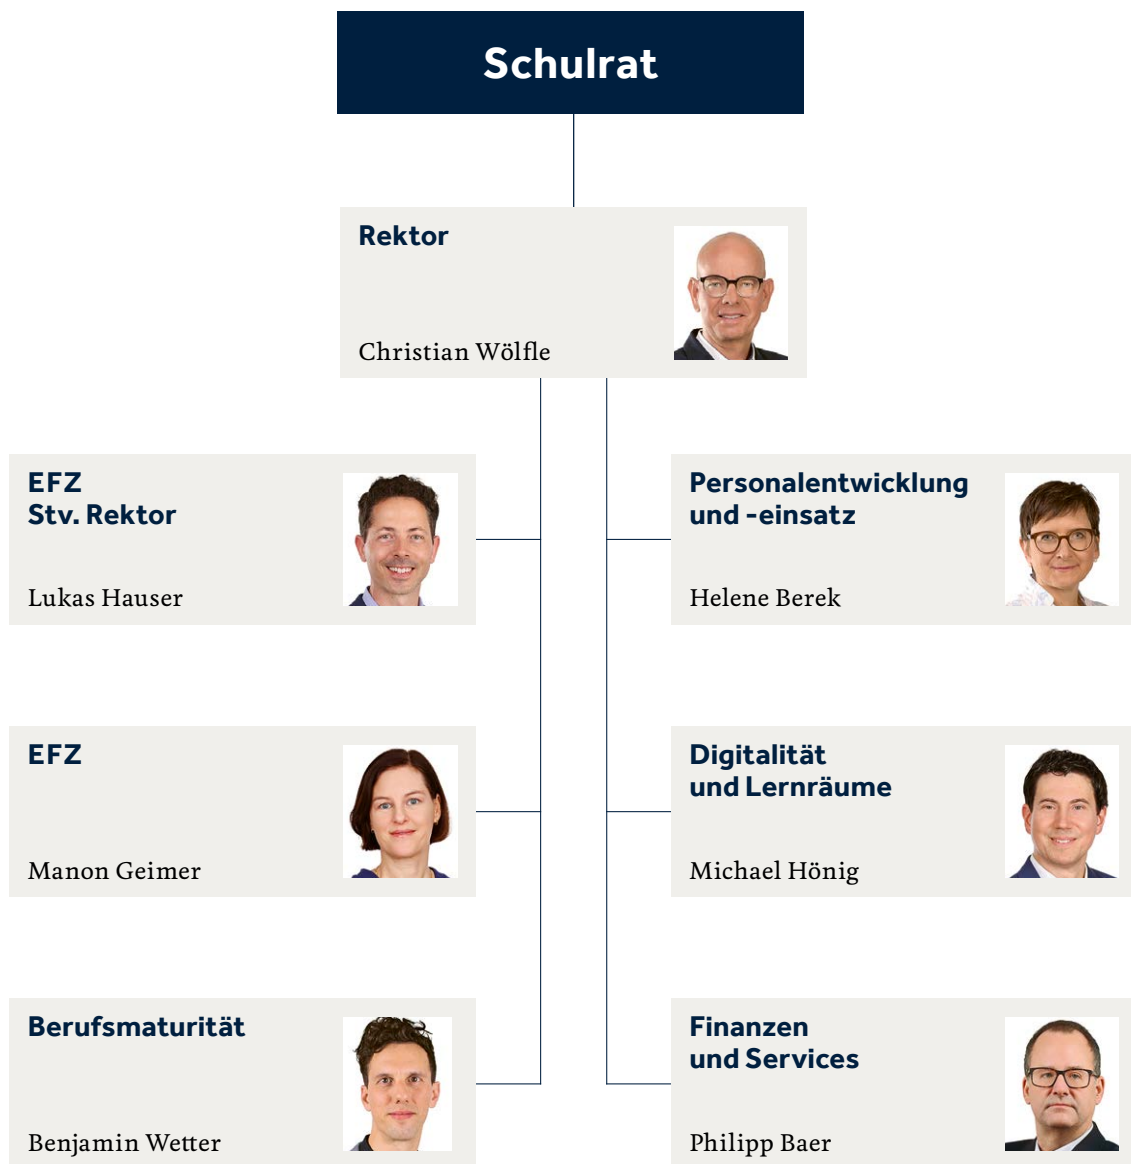 Schulrat
Rektor
Christian Wölfle
EFZ
Stv. Rektor
Lukas Hauser
Personalentwicklung
und -einsatz
Helene Berek
EFZ
Manon Geimer
Digitalität
und Lernräume
Michael Hönig
Berufsmaturität
Benjamin Wetter
Finanzen
und Services
Philipp Baer